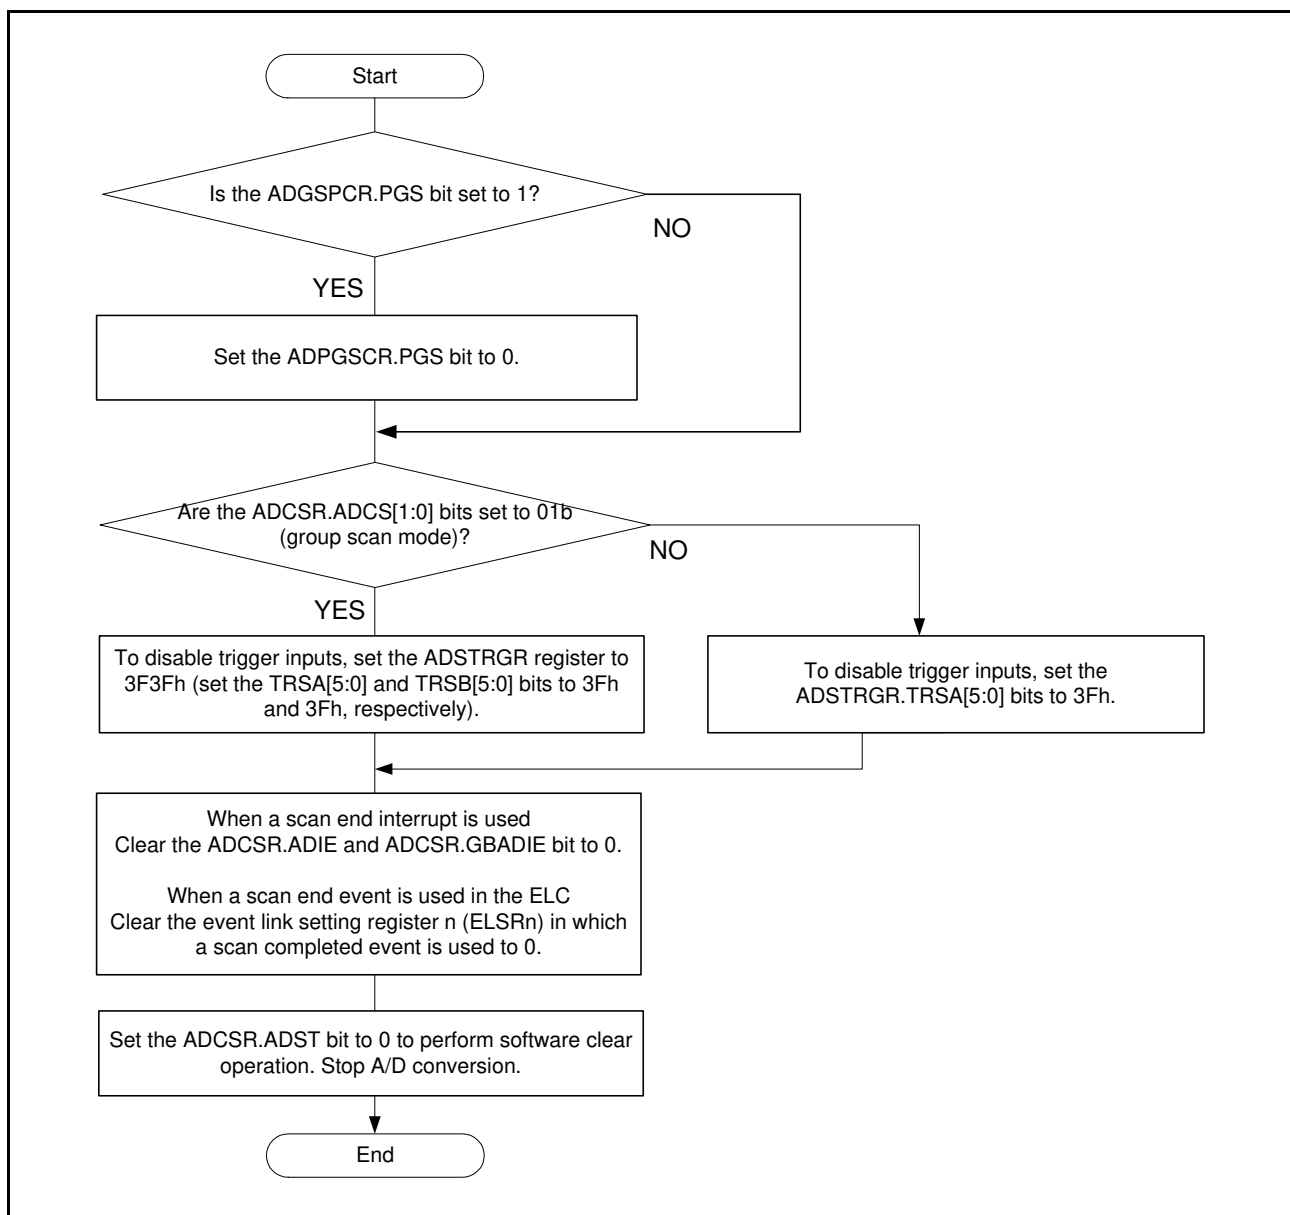 Start
Is the ADGSPCR.PGS bit set to 1?
NO
YES
Set the ADPGSCR.PGS bit to 0.
Are the ADCSR.ADCS[1:0] bits set to 01b
(group scan mode)?
NO
YES
To disable trigger inputs, set the ADSTRGR register to
3F3Fh (set the TRSA[5:0] and TRSB[5:0] bits to 3Fh
and 3Fh, respectively).
To disable trigger inputs, set the
ADSTRGR.TRSA[5:0] bits to 3Fh.
When a scan end interrupt is used
Clear the ADCSR.ADIE and ADCSR.GBADIE bit to 0.
When a scan end event is used in the ELC
Clear the event link setting register n (ELSRn) in which
a scan completed event is used to 0.
Set the ADCSR.ADST bit to 0 to perform software clear
operation. Stop A/D conversion.
End